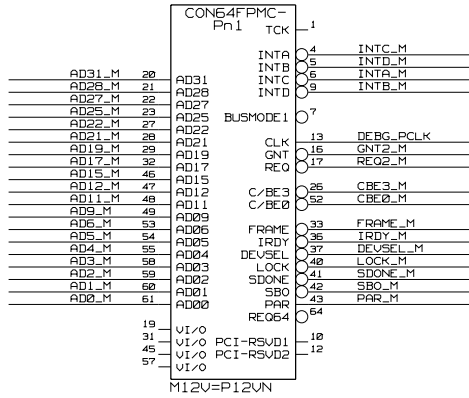 CON64FPMC-
Pn1
TCK 1
INTA 4 INTC_M
INTB 5 INTD_M
INTC 6 INTA_M
INTD 9 INTB_M
BUSMODE1 7
CLK 13 DEBG_PCLK
GNT 16 GNT2_M
REQ 17 REQ2_M
C/BE3 26 CBE3_M
C/BE0 52 CBE0_M
FRAME 33 FRAME_M
IRDY 36 IRDY_M
DEVSEL 37 DEVSEL_M
LOCK 40 LOCK_M
SDONE 41 SDONE_M
SBO 42 SBO_M
PAR 43 PAR_M
REQ64 64
PCI-RSVD1 10
PCI-RSVD2 12
AD31_M 20 AD31
AD28_M 21 AD28
AD27_M 22 AD27
AD25_M 23 AD25
AD22_M 27 AD22
AD21_M 28 AD21
AD19_M 29 AD19
AD17_M 32 AD17
AD15_M 46 AD15
AD12_M 47 AD12
AD11_M 48 AD11
AD9_M 49 AD09
AD6_M 53 AD06
AD5_M 54 AD05
AD4_M 55 AD04
AD3_M 58 AD03
AD2_M 59 AD02
AD1_M 60 AD01
AD0_M 61 AD00
19 VI/O
31 VI/O
45 VI/O
57 VI/O
M12V=P12VN